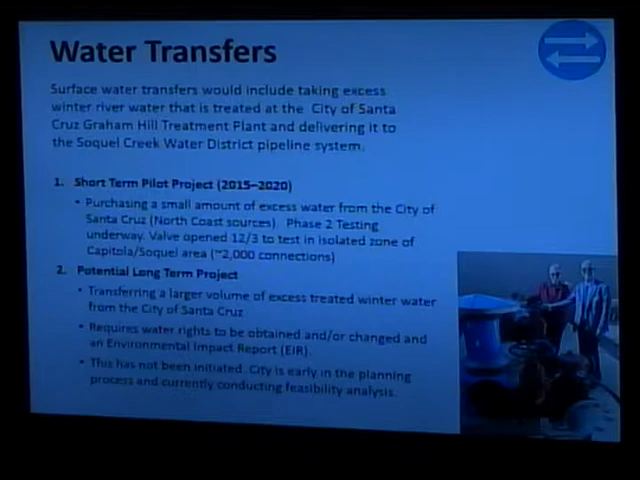 Water Transfers
Surface water transfers would include taking excess
winter river water that is treated at the City of Santa
Cruz Graham Hill Treatment Plant and delivering it to
the Soquel Creek Water District pipeline system.
1. Short Term Pilot Project (2015–2020)
• Purchasing a small amount of excess water from the City of
Santa Cruz (North Coast sources). Phase 2 Testing
underway. Valve opened 12/3 to test in isolated zone of
Capitola/Soquel area (~2,000 connections)
2. Potential Long Term Project
• Transferring a larger volume of excess treated winter water
from the City of Santa Cruz
• Requires water rights to be obtained and/or changed and
an Environmental Impact Report (EIR).
• This has not been initiated. City is early in the planning
process and currently conducting feasibility analysis.